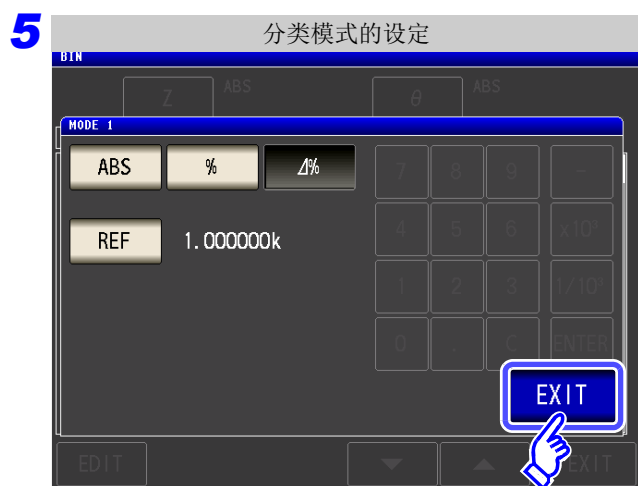 5 分类模式的设定
BIN
Z ABS θ ABS
MODE 1
ABS % Δ% 7 8 9 −
REF 1.000000k 4 5 6 x10³
1 2 3 1/10³
0 . C ENTER
EXIT
EDIT ▼ ▲ EXIT